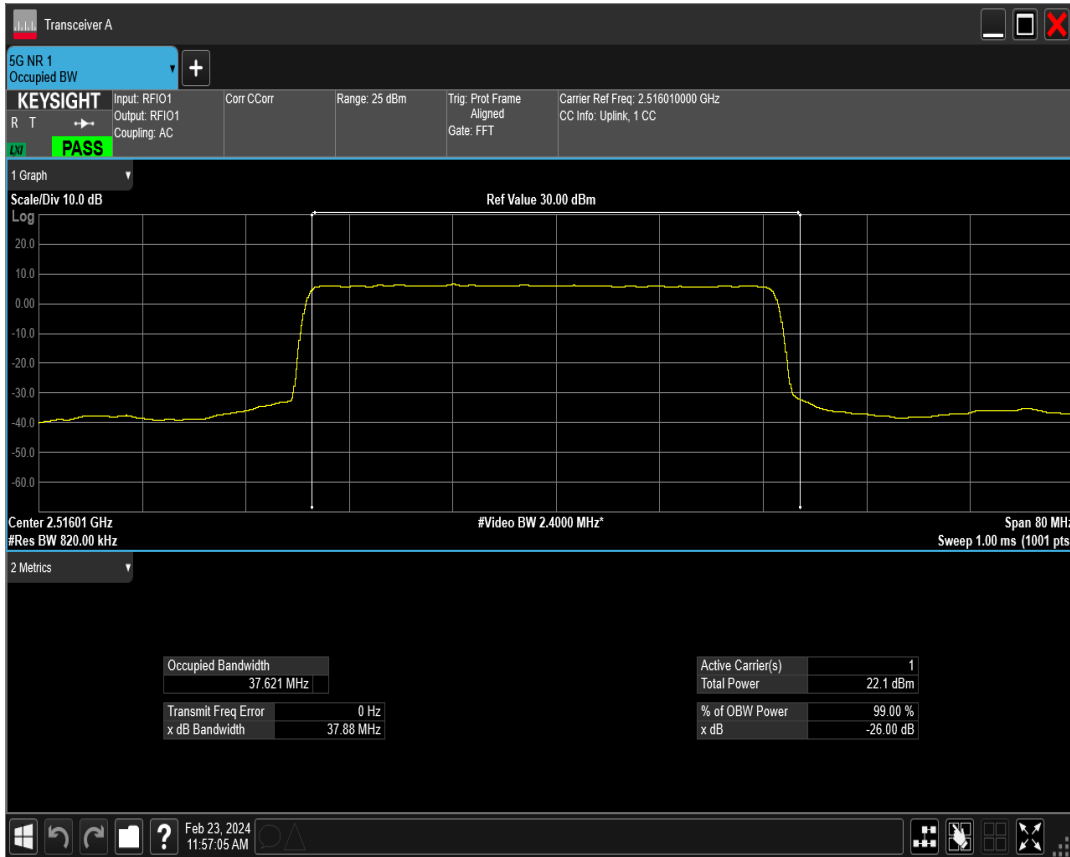 Transceiver A
5G NR 1
Occupied BW
KEYSIGHT
R T
LXI
PASS
Input: RFIO1
Output: RFIO1
Coupling: AC
Corr CCorr
Range: 25 dBm
Trig: Prot Frame
Aligned
Gate: FFT
Carrier Ref Freq: 2.516010000 GHz
CC Info: Uplink, 1 CC
1 Graph
Scale/Div 10.0 dB
Ref Value 30.00 dBm
Log
20.0
10.0
0.00
-10.0
-20.0
-30.0
-40.0
-50.0
-60.0
Center 2.51601 GHz
#Video BW 2.4000 MHz*
Span 80 MHz
#Res BW 820.00 kHz
Sweep 1.00 ms (1001 pts
2 Metrics
Occupied Bandwidth
37.621 MHz
Transmit Freq Error 0 Hz
x dB Bandwidth 37.88 MHz
Active Carrier(s) 1
Total Power 22.1 dBm
% of OBW Power 99.00 %
x dB -26.00 dB
?
Feb 23, 2024
11:57:05 AM